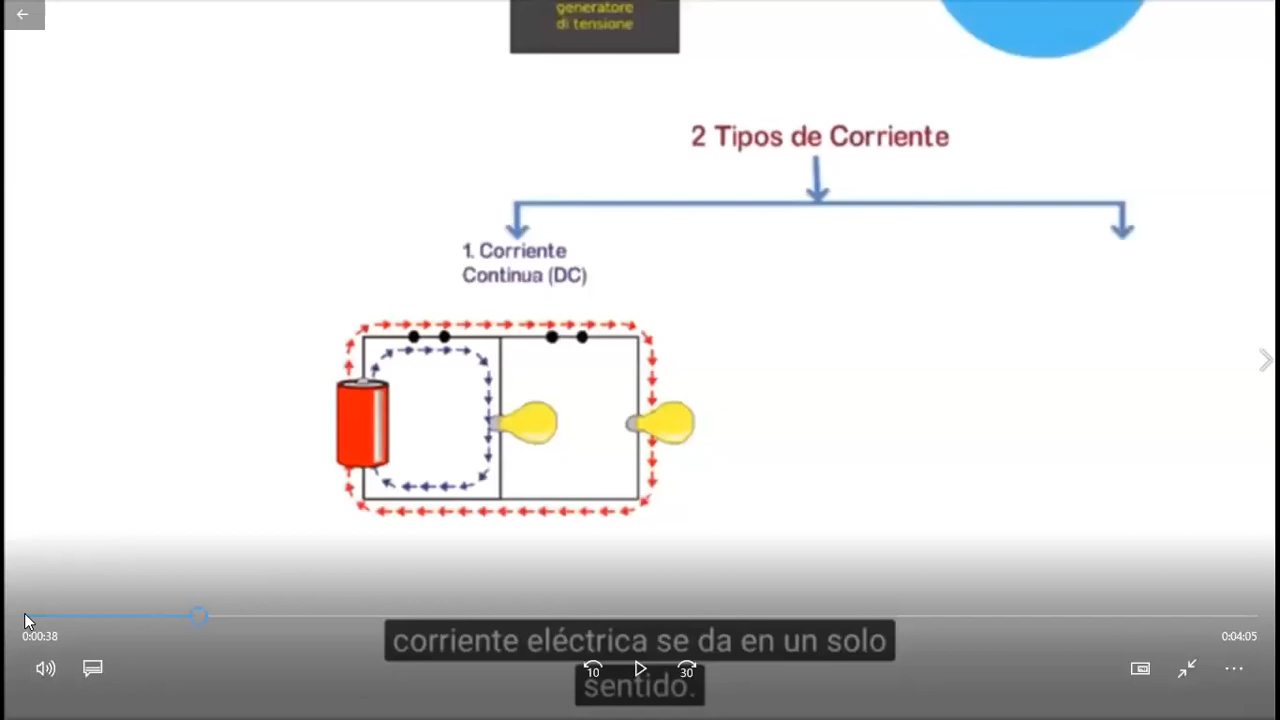 generatore
di tensione
2 Tipos de Corriente
1. Corriente
Continua (DC)
0:00:38
corriente eléctrica se da en un solo
sentido.
0:04:05
10
30